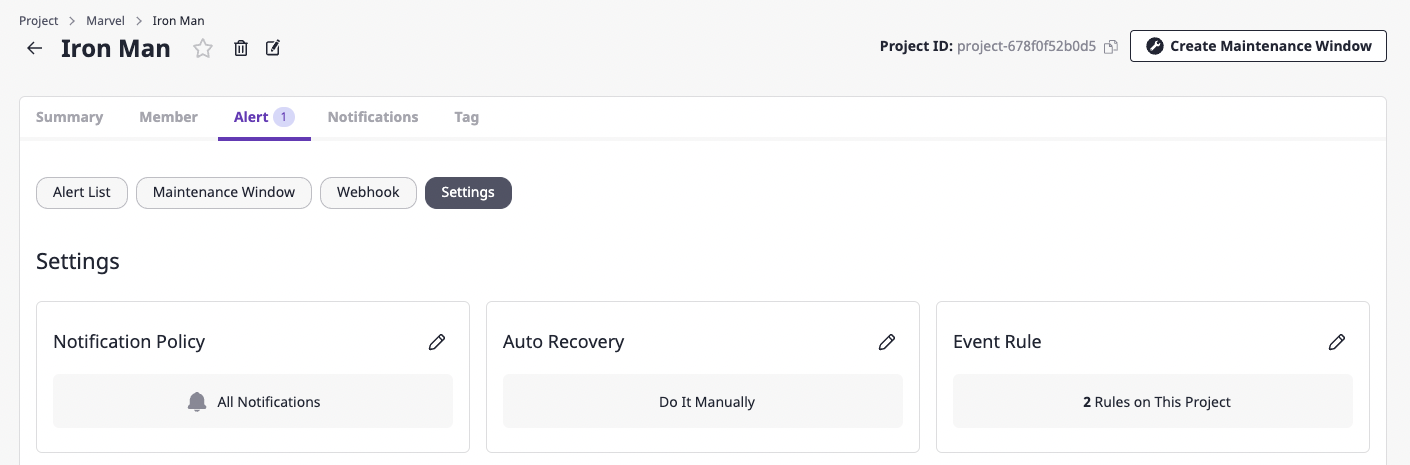 Project > Marvel > Iron Man
Iron Man
Project ID: project-678f0f52b0d5
Create Maintenance Window
Summary Member Alert 1 Notifications Tag
Alert List Maintenance Window Webhook Settings
Settings
Notification Policy
All Notifications
Auto Recovery
Do It Manually
Event Rule
2 Rules on This Project